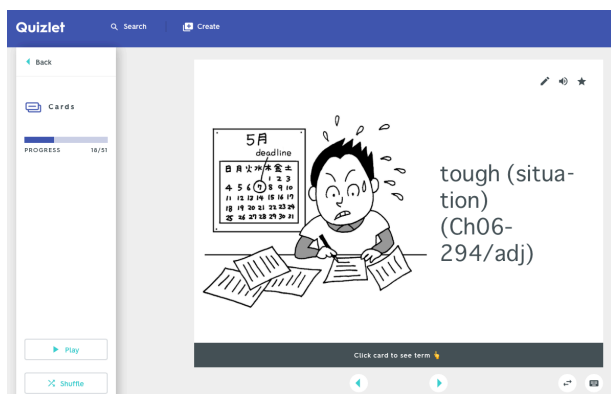 Quizlet
Search
Create
Back
Cards
PROGRESS 18/51
Play
Shuffle
5月
deadline
日 月 火 水 木 金 土
1 2 3
4 5 6 7 8 9 10
11 12 13 14 15 16 17
18 19 20 21 22 23 24
25 26 27 28 29 30 31
tough (situa-
tion)
(Ch06-
294/adj)
Click card to see term 👆